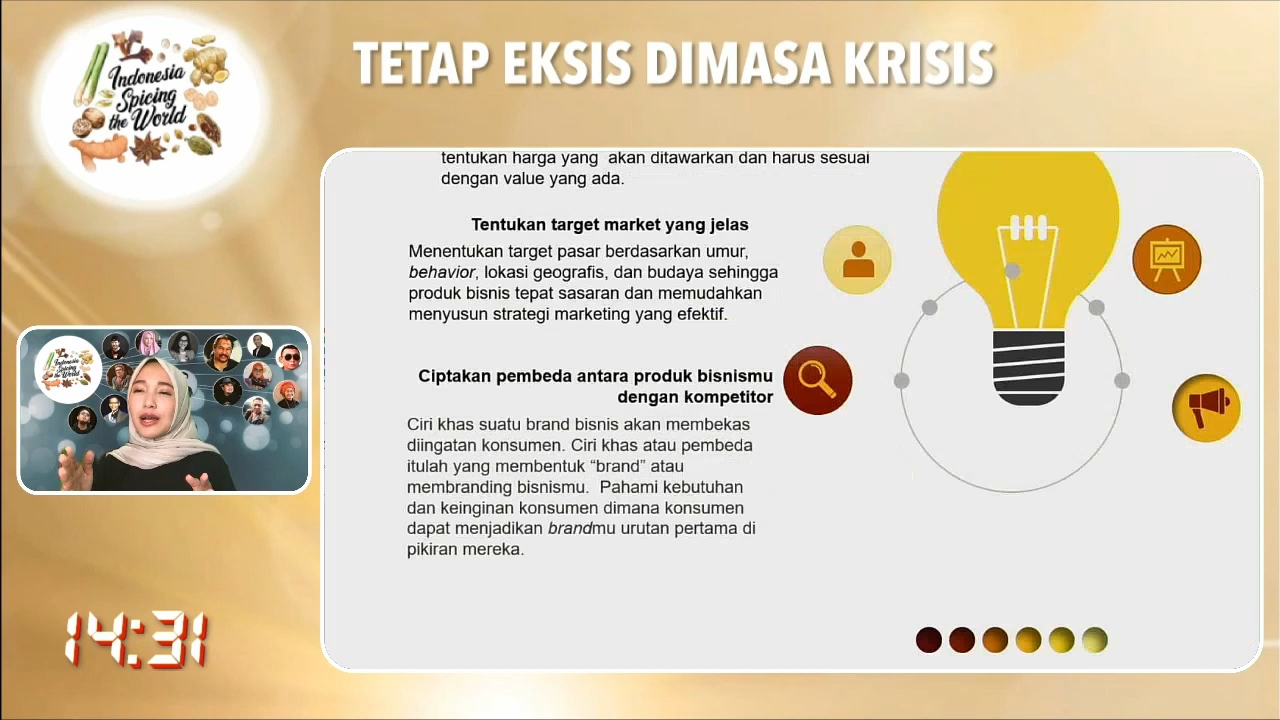 Indonesia
Spicing
the World
TETAP EKSIS DIMASA KRISIS
tentukan harga yang akan ditawarkan dan harus sesuai
dengan value yang ada.
Tentukan target market yang jelas
Menentukan target pasar berdasarkan umur,
behavior, lokasi geografis, dan budaya sehingga
produk bisnis tepat sasaran dan memudahkan
menyusun strategi marketing yang efektif.
Ciptakan pembeda antara produk bisnismu
dengan kompetitor
Ciri khas suatu brand bisnis akan membekas
diingatan konsumen. Ciri khas atau pembeda
itulah yang membentuk “brand” atau
membranding bisnismu. Pahami kebutuhan
dan keinginan konsumen dimana konsumen
dapat menjadikan brandmu urutan pertama di
pikiran mereka.
Indonesia
Spicing
the World
14:31